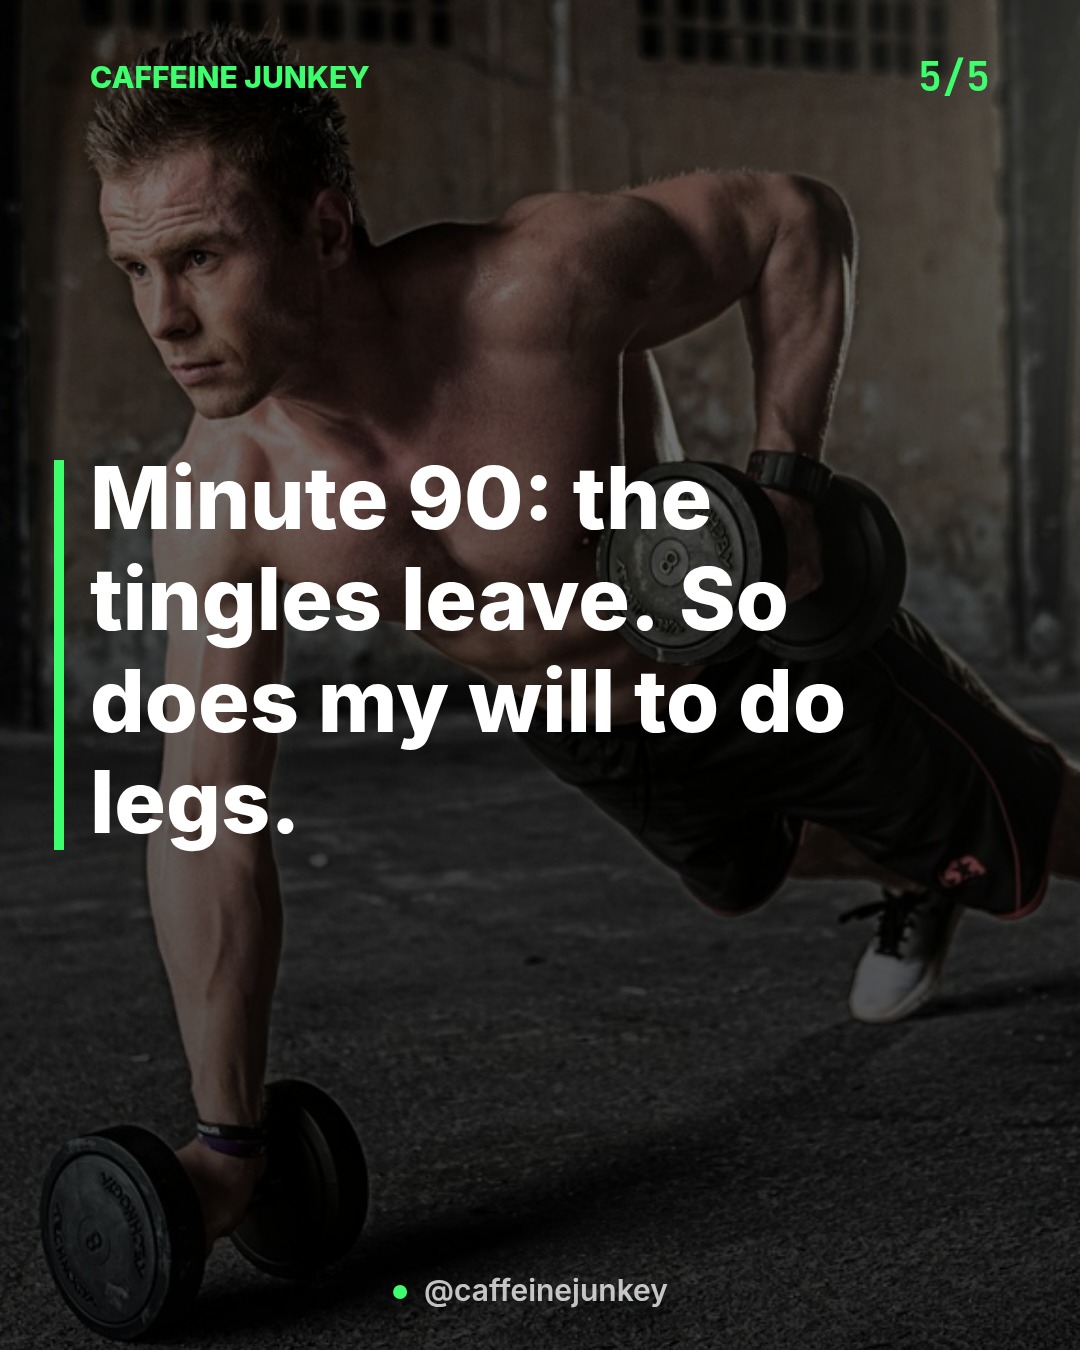 CAFFEINE JUNKEY
5/5
Minute 90: the
tingles leave. So
does my will to do
legs.
@caffeinejunkey